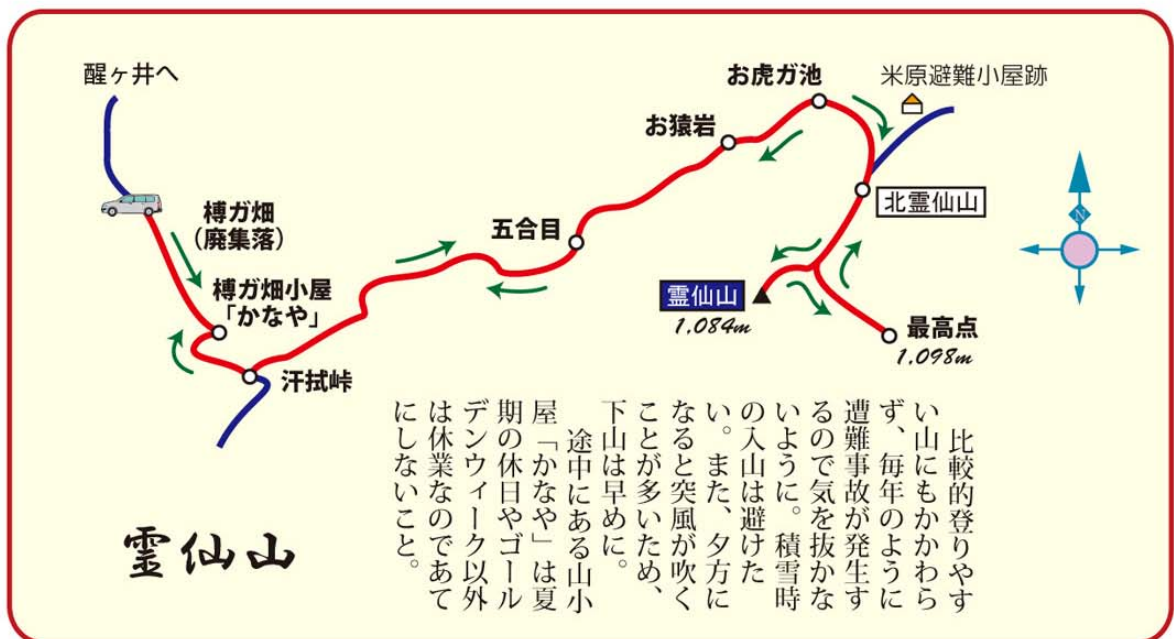 醒ヶ井へ
榑ガ畑
（廃集落）
榑ガ畑小屋
「かなや」
汗拭峠
五合目
お猿岩
お虎ガ池
米原避難小屋跡
北霊仙山
霊仙山
1,084m
最高点
1,098m
N
比較的登りやす
い山にもかかわら
ず、毎年のように
遭難事故が発生す
るので気を抜かな
いように。積雪時
の入山は避けた
い。また、夕方に
なると突風が吹く
ことが多いため、
下山は早めに。
途中にある山小
屋「かなや」は夏
期の休日やゴール
デンウィーク以外
は休業なのであて
にしないこと。
霊仙山